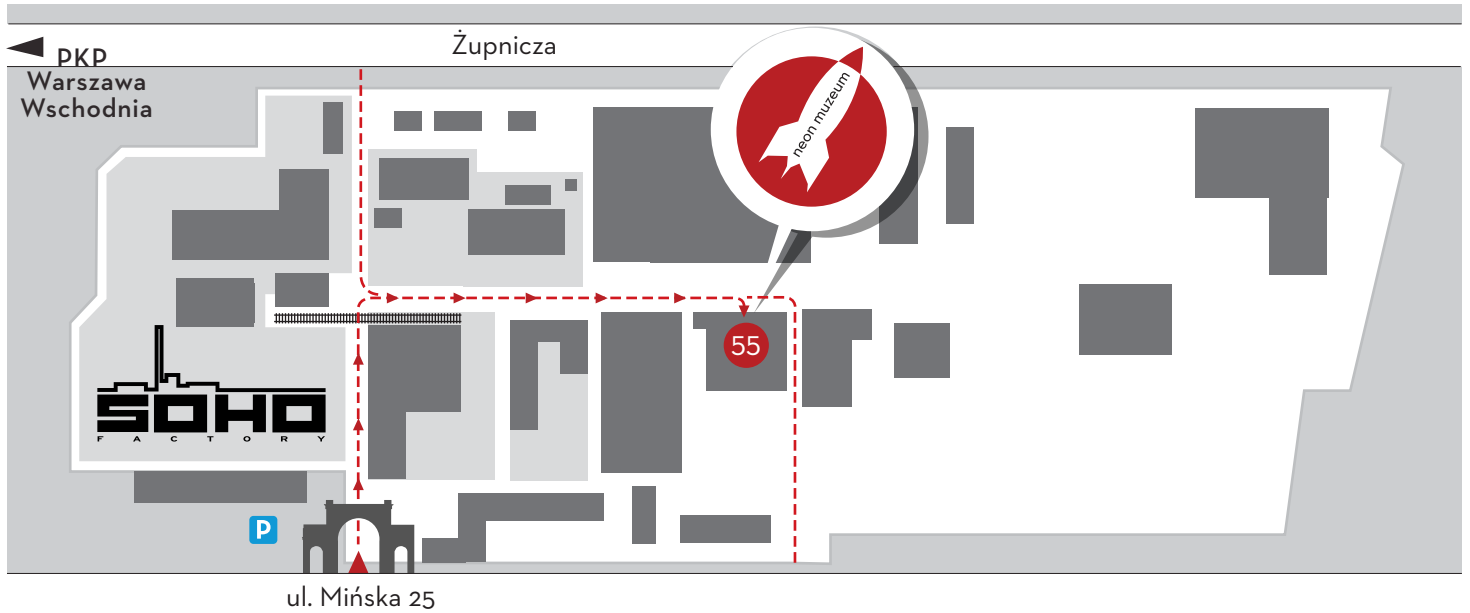 Żupnicza
PKP
Warszawa
Wschodnia
neon muzeum
55
SOHO
FACTORY
P
ul. Mińska 25